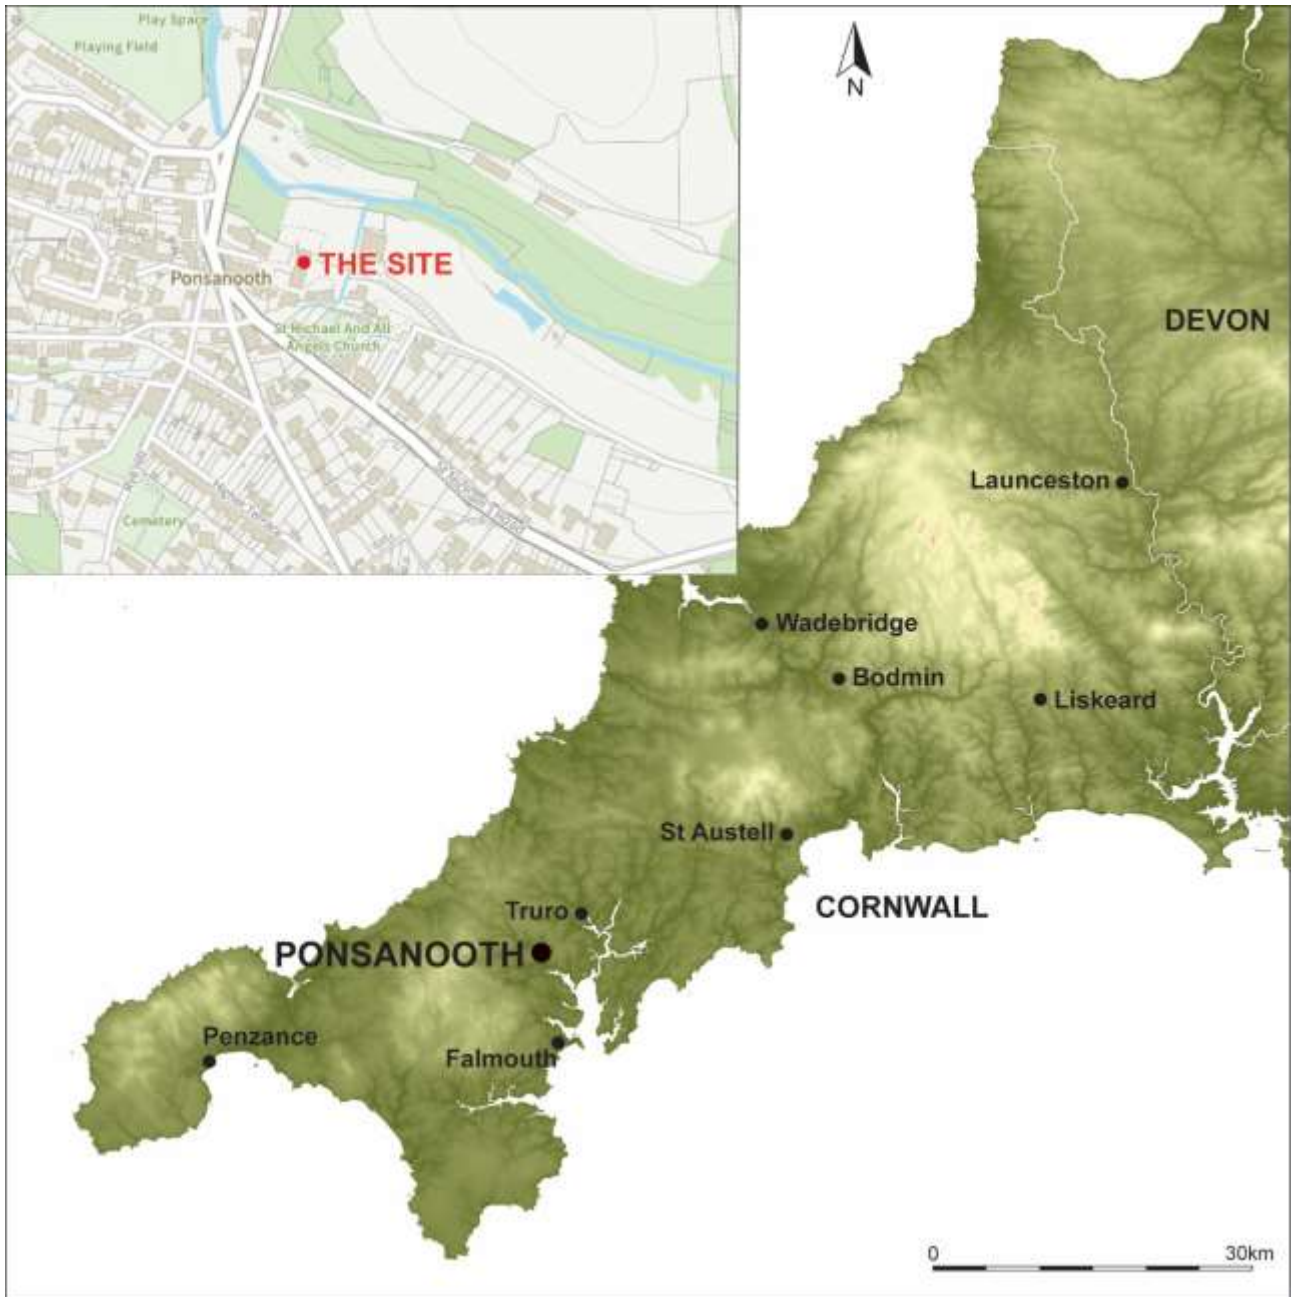 Play Space
Playing Field
N
THE SITE
Ponsanooth
St Michael And All
Angels Church
DEVON
Launceston
Cemetery
Wadebridge
Bodmin
Liskeard
St Austell
CORNWALL
Truro
PONSANOOTH
Penzance
Falmouth
0 30km